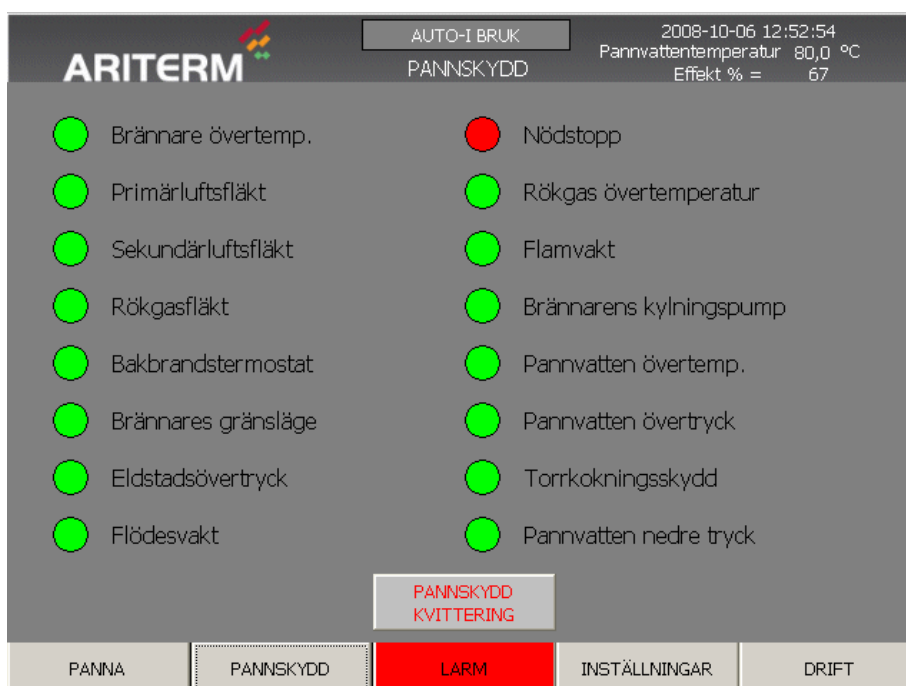 ARITERM
AUTO-I BRUK
PANNSKYDD
2008-10-06 12:52:54
Pannvattentemperatur 80,0 ºC
Effekt % = 67
Brännare övertemp.
Primärluftsfläkt
Sekundärluftsfläkt
Rökgasfläkt
Bakbrandstermostat
Brännares gränsläge
Eldstadsövertryck
Flödesvakt
Nödstopp
Rökgas övertemperatur
Flamvakt
Brännarens kylningspump
Pannvatten övertemp.
Pannvatten övertryck
Torrkokningsskydd
Pannvatten nedre tryck
PANNSKYDD
KVITTERING
PANNA
PANNSKYDD
LARM
INSTÄLLNINGAR
DRIFT